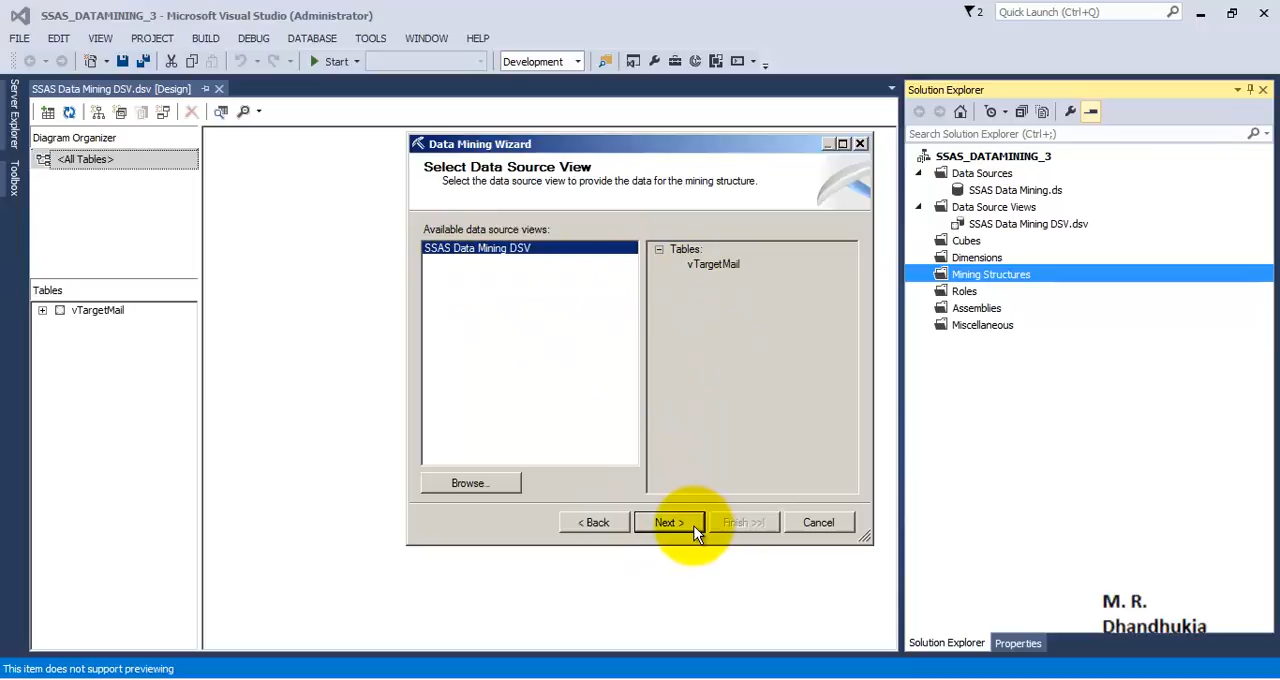 SSAS_DATAMINING_3 - Microsoft Visual Studio (Administrator)
2
Quick Launch (Ctrl+Q)
FILE EDIT VIEW PROJECT BUILD DEBUG DATABASE TOOLS WINDOW HELP
Start
Development
Server Explorer
Toolbox
SSAS Data Mining DSV.dsv [Design]
Diagram Organizer
<All Tables>
Tables
vTargetMail
Data Mining Wizard
Select Data Source View
Select the data source view to provide the data for the mining structure.
Available data source views:
SSAS Data Mining DSV
Tables:
vTargetMail
Browse...
< Back
Next >
Finish >>|
Cancel
Solution Explorer
Search Solution Explorer (Ctrl+;)
SSAS_DATAMINING_3
Data Sources
SSAS Data Mining.ds
Data Source Views
SSAS Data Mining DSV.dsv
Cubes
Dimensions
Mining Structures
Roles
Assemblies
Miscellaneous
M. R.
Dhandhukia
Solution Explorer
Properties
This item does not support previewing